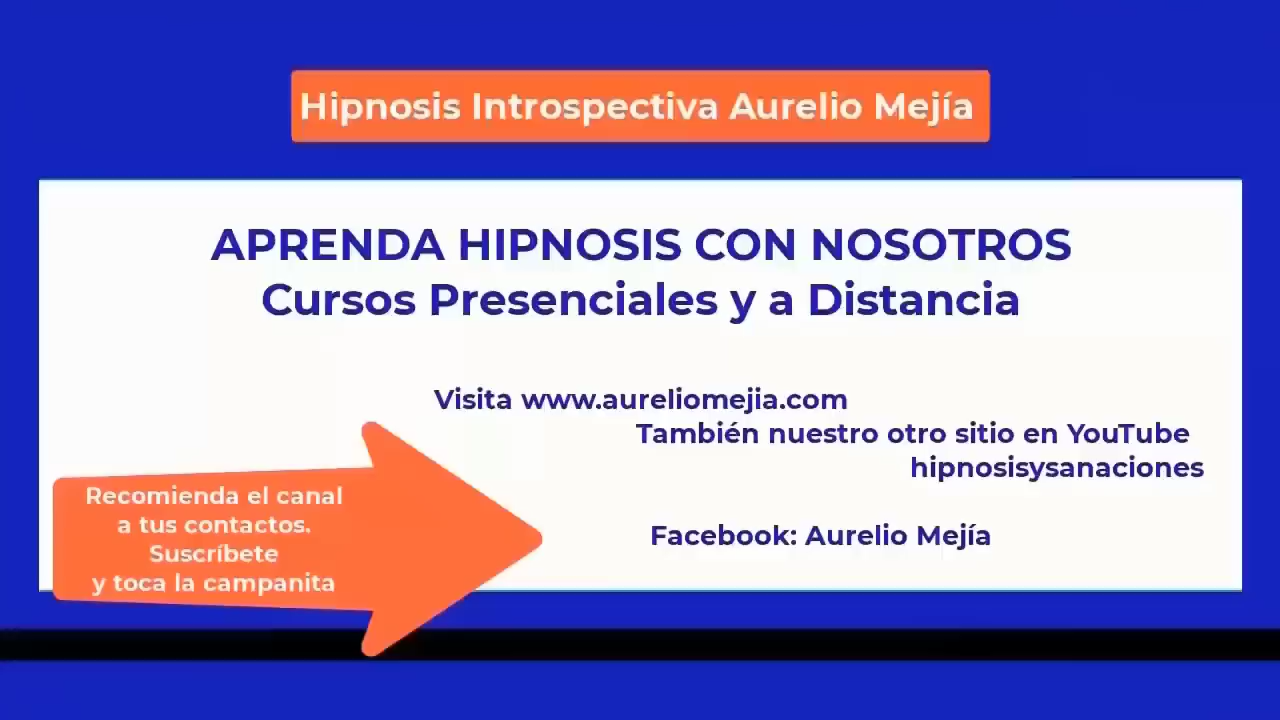 Hipnosis Introspectiva Aurelio Mejía
APRENDA HIPNOSIS CON NOSOTROS
Cursos Presenciales y a Distancia
Visita www.aureliomejia.com
También nuestro otro sitio en YouTube
hipnosisysanaciones
Facebook: Aurelio Mejía
Recomienda el canal
a tus contactos.
Suscríbete
y toca la campanita